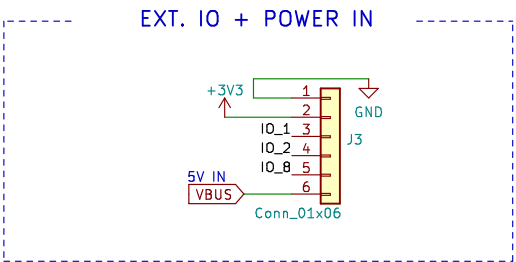 EXT. IO + POWER IN
+3V3
1
GND
2
IO_1
3
J3
IO_2
4
IO_8
5
5V IN
VBUS
6
Conn_01x06